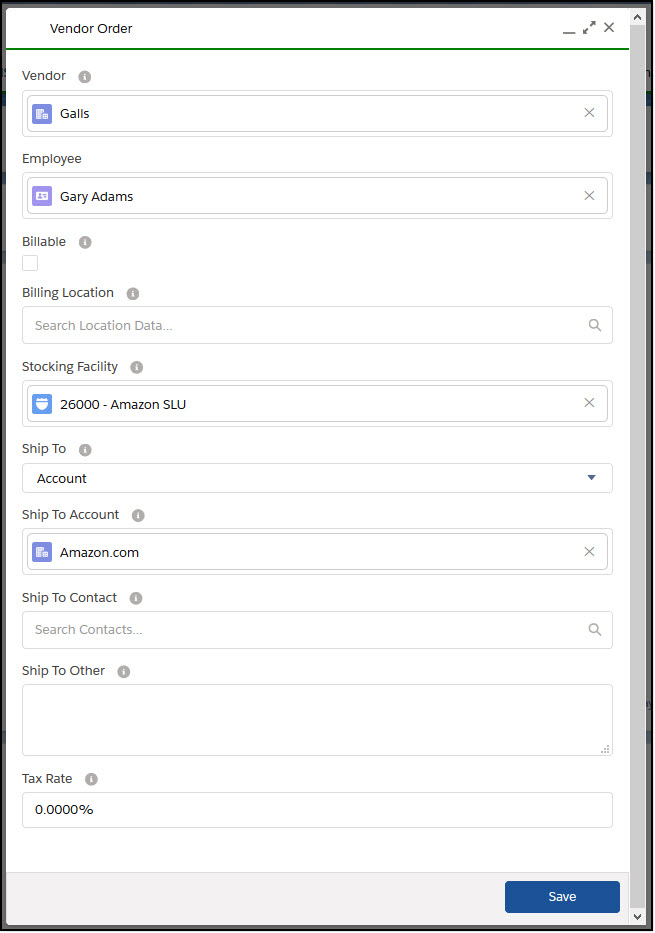 Vendor Order
Vendor
Galls
Employee
Gary Adams
Billable
Billing Location
Search Location Data...
Stocking Facility
26000 - Amazon SLU
Ship To
Account
Ship To Account
Amazon.com
Ship To Contact
Search Contacts...
Ship To Other
Tax Rate
0.0000%
Save